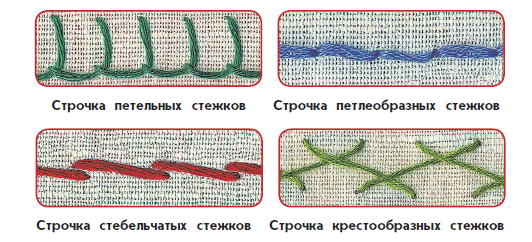 Строчка петельных стежков
Строчка петлеобразных стежков
Строчка стебельчатых стежков
Строчка крестообразных стежков